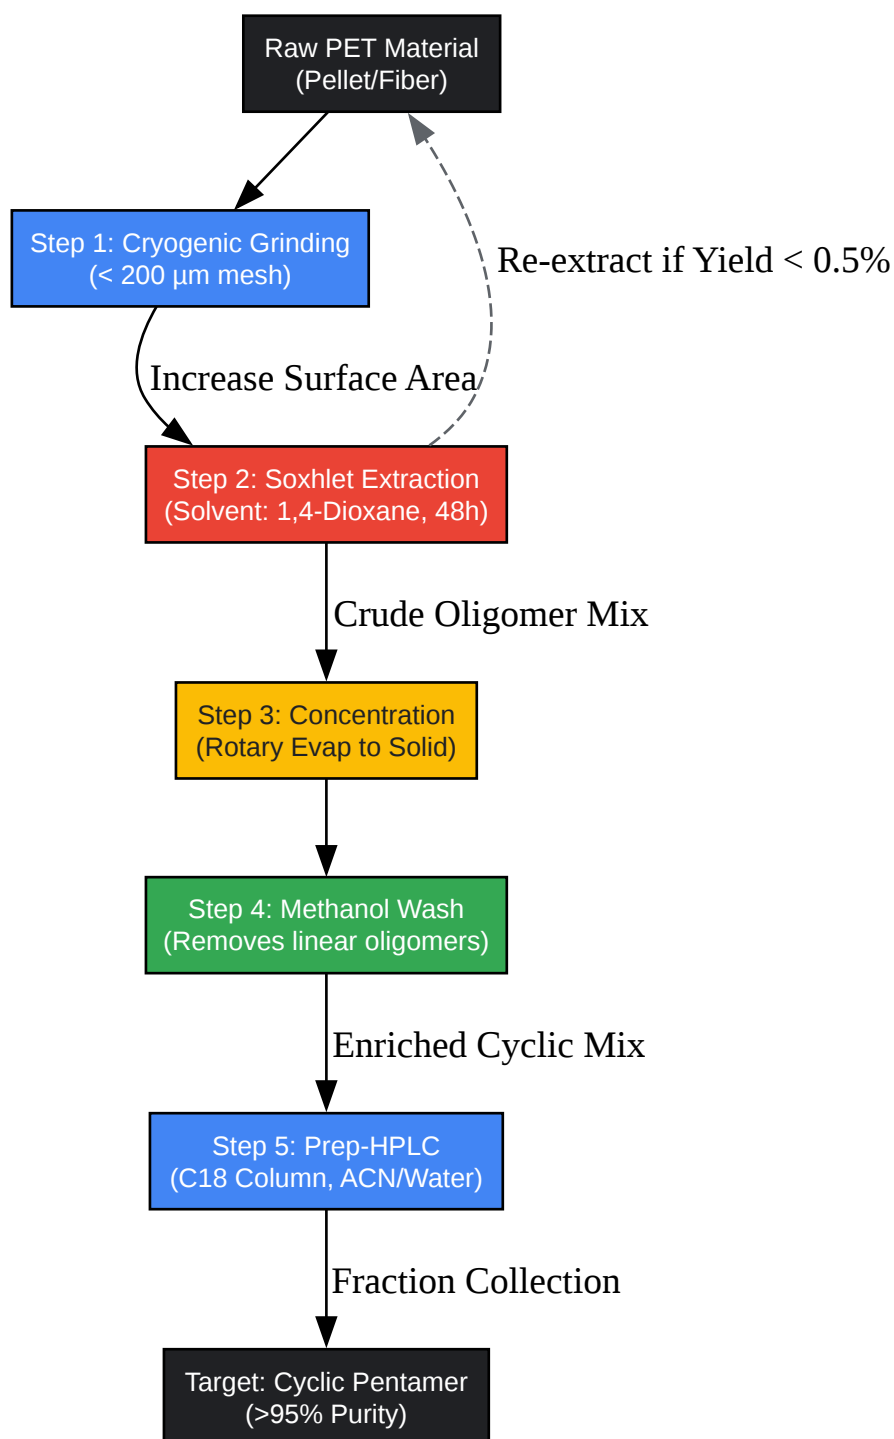 Raw PET Material
(Pellet/Fiber)
Step 1: Cryogenic Grinding
(< 200 µm mesh)
Re-extract if Yield < 0.5%
Increase Surface Area
Step 2: Soxhlet Extraction
(Solvent: 1,4-Dioxane, 48h)
Crude Oligomer Mix
Step 3: Concentration
(Rotary Evap to Solid)
Step 4: Methanol Wash
(Removes linear oligomers)
Enriched Cyclic Mix
Step 5: Prep-HPLC
(C18 Column, ACN/Water)
Fraction Collection
Target: Cyclic Pentamer
(>95% Purity)